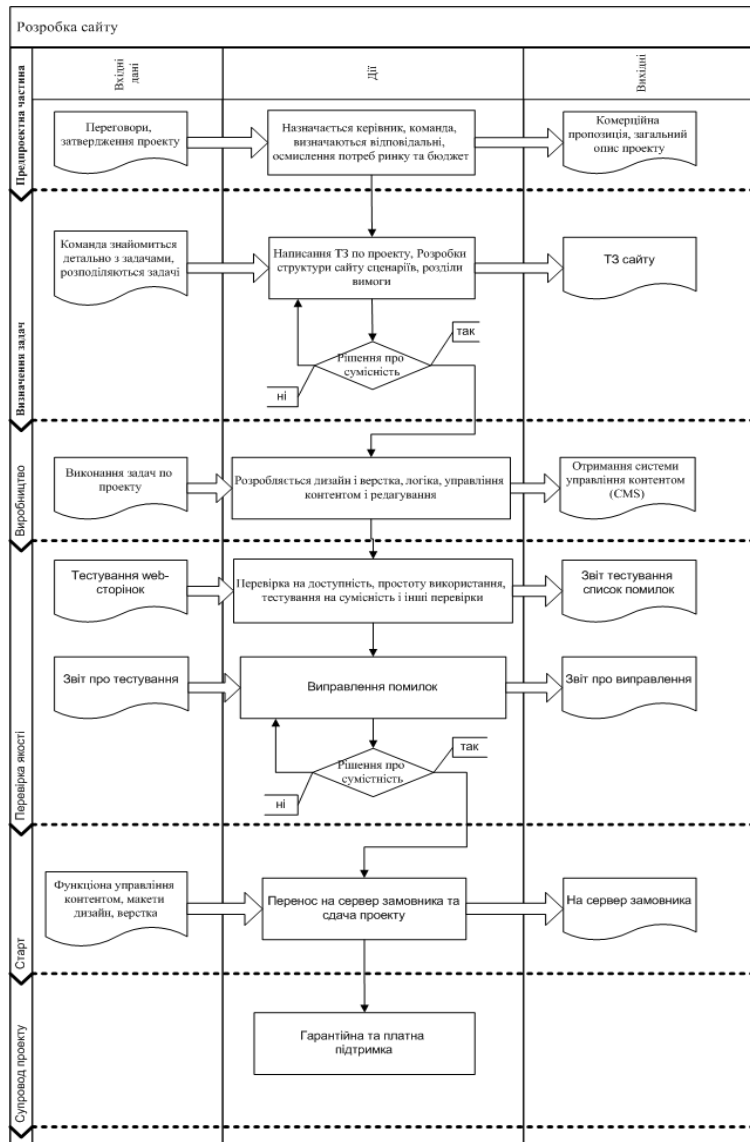 Розробка сайту
Вхідні
дані
Дії
Вихідні
Предпроектна частина
Переговори,
затвердження проекту
Назначається керівник, команда,
визначаються відповідальні,
осмислення потреб ринку та бюджет
Комерційна
пропозиція, загальний
опис проекту
Визначення задач
Команда знайомиться
детально з задачами,
розподіляються задачі
Написання ТЗ по проекту, Розробки
структури сайту сценаріїв, розділи
вимоги
ТЗ сайту
Рішення про
сумісність
так
ні
Виробництво
Виконання задач по
проекту
Розробляється дизайн і верстка, логіка, управління
контентом і редагування
Отримання системи
управління контентом
(CMS)
Перевірка якості
Тестування web-
сторінок
Перевірка на доступність, простоту використання,
тестування на сумісність і інші перевірки
Звіт тестування
список помилок
Звіт про тестування
Виправлення помилок
Звіт про виправлення
Рішення про
сумістність
так
ні
Старт
Функціона управління
контентом, макети
дизайн, верстка
Перенос на сервер замовника та
сдача проекту
На сервер замовника
Супровод проекту
Гарантійна та платна
підтримка